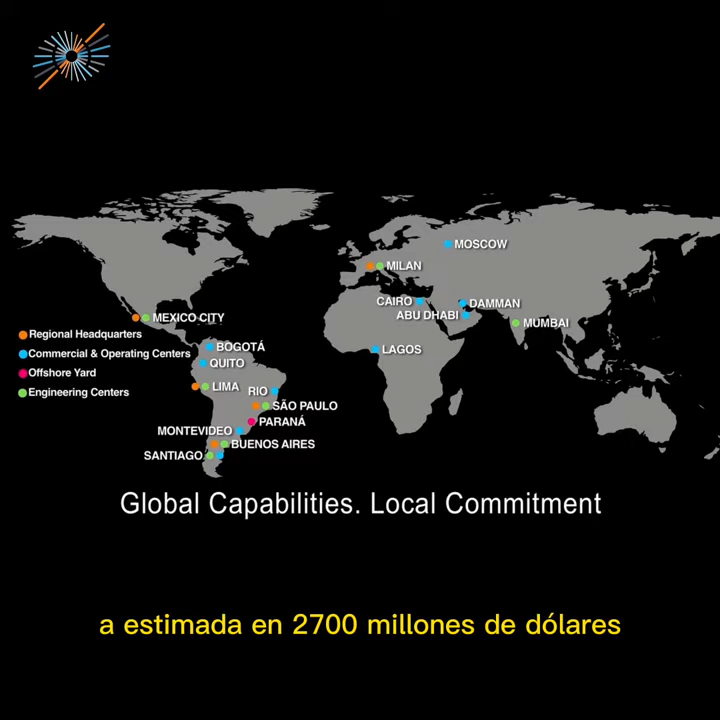 MOSCOW
MILAN
CAIRO
DAMMAN
ABU DHABI
MEXICO CITY
MUMBAI
Regional Headquarters
Commercial & Operating Centers
Offshore Yard
Engineering Centers
BOGOTÁ
LAGOS
QUITO
LIMA
RIO
SÃO PAULO
PARANÁ
MONTEVIDEO
BUENOS AIRES
SANTIAGO
Global Capabilities. Local Commitment
a estimada en 2700 millones de dólares